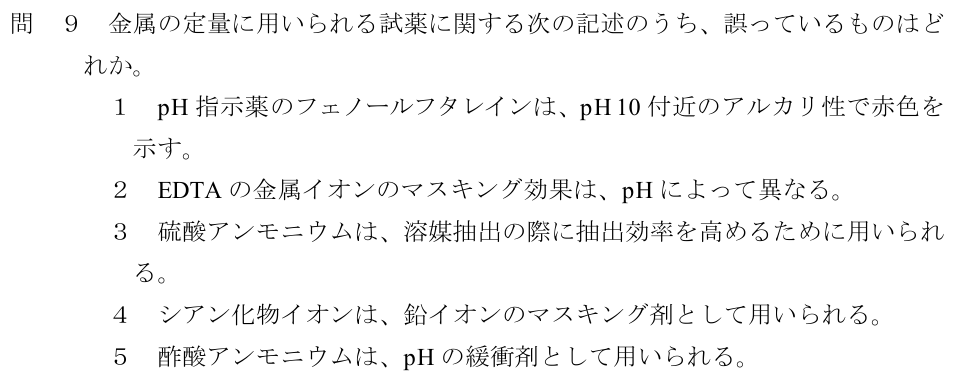 問　９　金属の定量に用いられる試薬に関する次の記述のうち、誤っているものはど
れか。
１　pH 指示薬のフェノールフタレインは、pH 10 付近のアルカリ性で赤色を
示す。
２　EDTA の金属イオンのマスキング効果は、pH によって異なる。
３　硫酸アンモニウムは、溶媒抽出の際に抽出効率を高めるために用いられ
る。
４　シアン化物イオンは、鉛イオンのマスキング剤として用いられる。
５　酢酸アンモニウムは、pH の緩衝剤として用いられる。